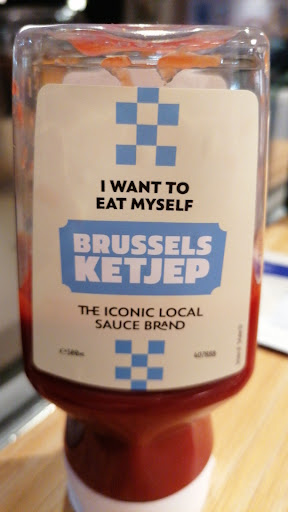 I WANT TO
EAT MYSELF
BRUSSELS
KETJEP
THE ICONIC LOCAL
SAUCE BRAND